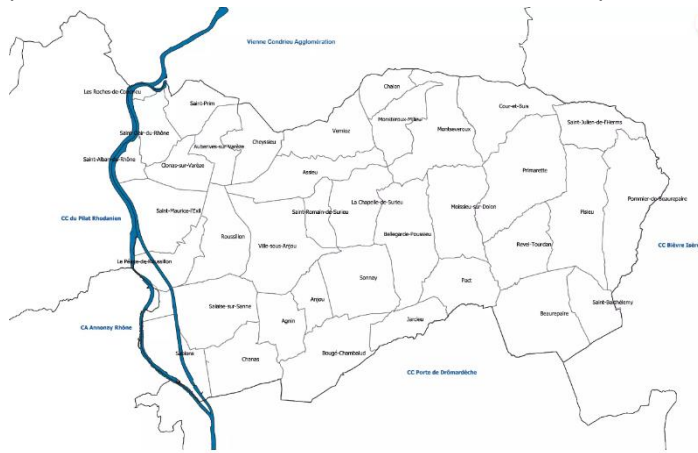 Vienne Condrieu Agglomération
Chalon
Les Roches-de-Condrieu
Saint-Prim
Cour-et-Buis
Monsteroux-Milieu
Saint-Julien-de-l'Herms
Vernioz
Montseveroux
Saint-Clair-du-Rhône
Cheyssieu
Auberives-sur-Varèze
Saint-Alban-du-Rhône
Clonas-sur-Varèze
Assieu
Primarette
Pommier-de-Beaurepaire
La Chapelle-de-Surieu
Moissieu-sur-Dolon
Saint-Maurice-l'Exil
Saint-Romain-de-Surieu
Pisieu
CC du Pilat Rhodanien
Roussillon
Bellegarde-Poussieu
Ville-sous-Anjou
Revel-Tourdan
CC Bièvre Isère
Le Péage-de-Roussillon
Sonnay
Pact
Anjou
Saint-Barthélemy
Salaise-sur-Sanne
Beaurepaire
Agnin
Jarcieu
CA Annonay Rhône
Sablons
Chanas
Bougé-Chambalud
CC Porte de Drômardèche